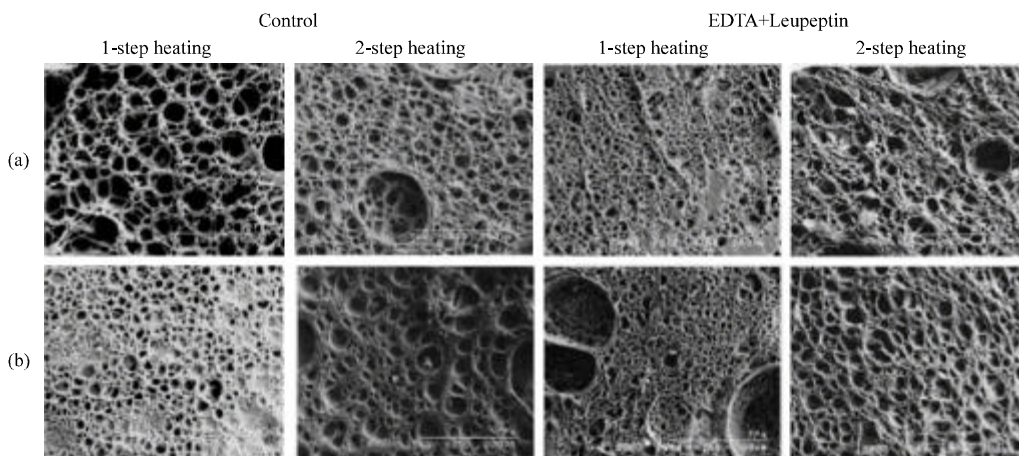 Control EDTA+Leupeptin
1-step heating 2-step heating 1-step heating 2-step heating
(a)
(b)